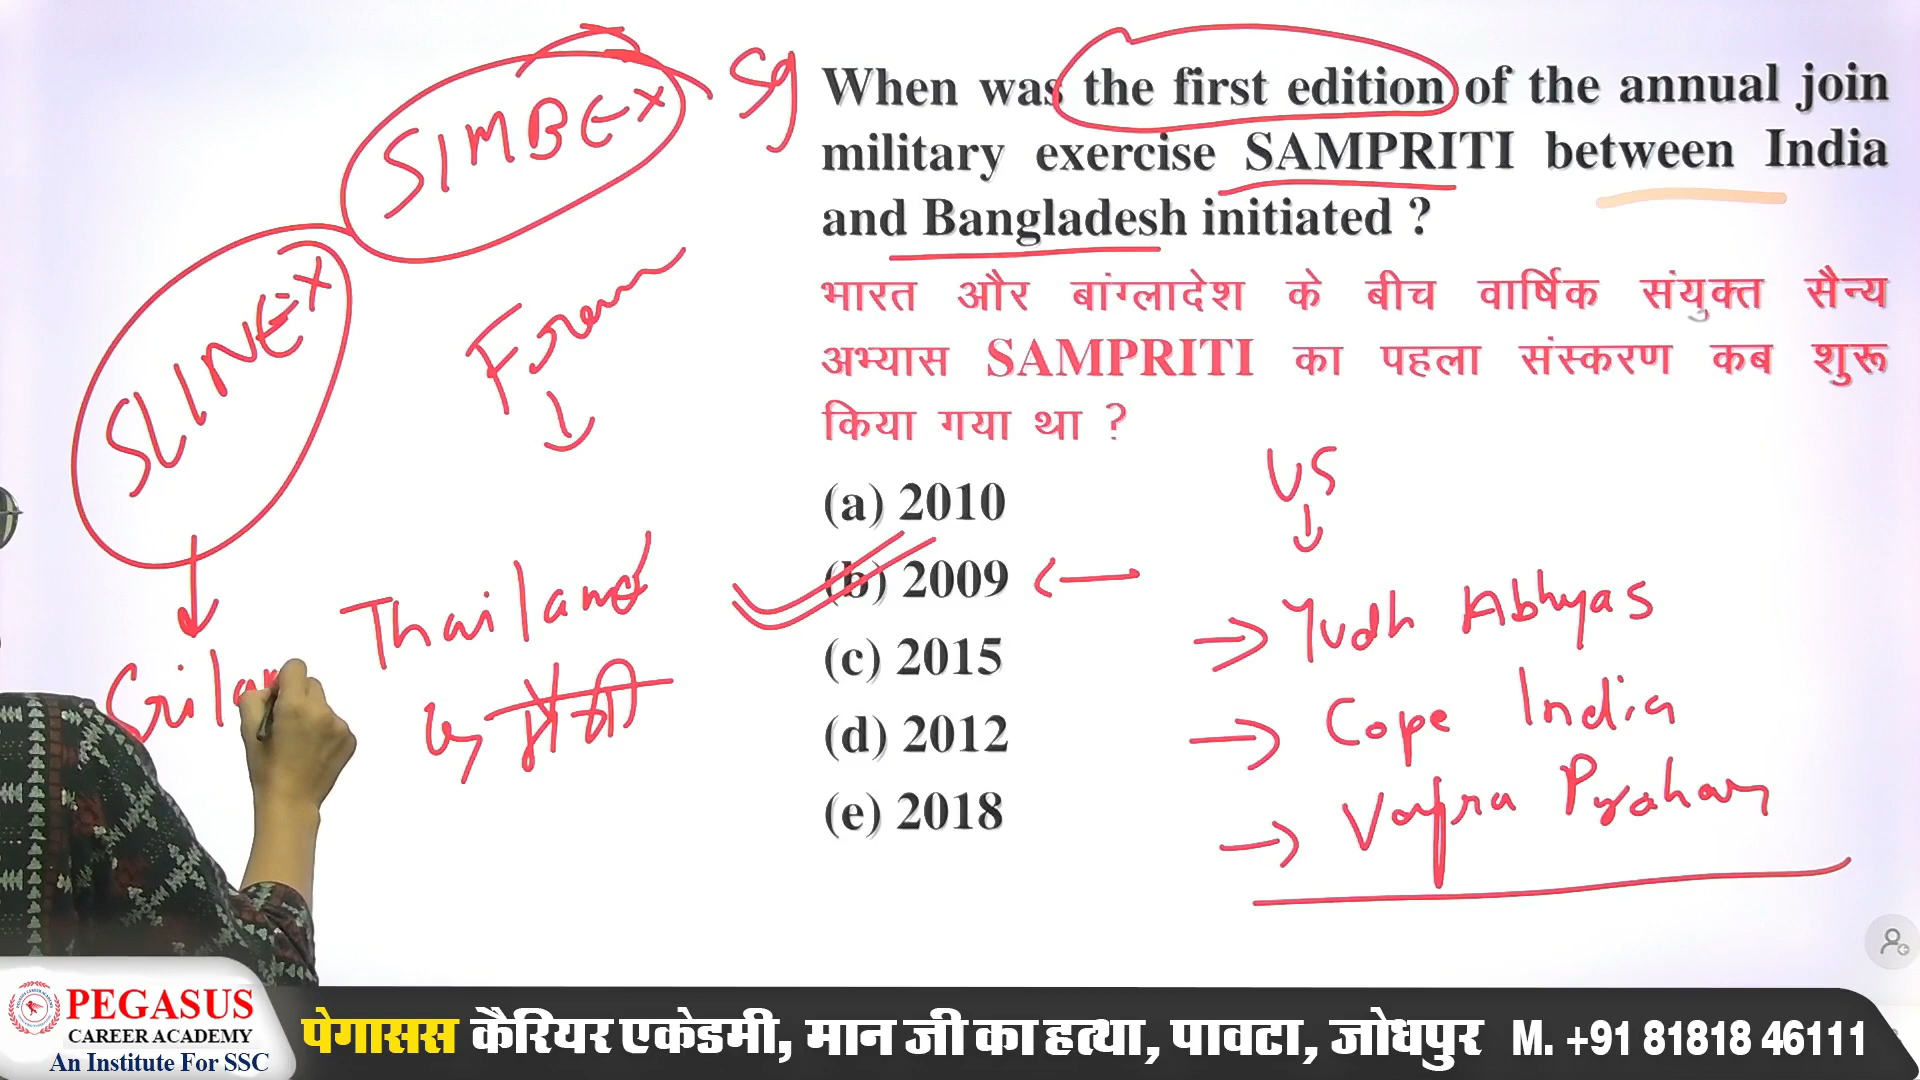 When was the first edition of the annual join
military exercise SAMPRITI between India
and Bangladesh initiated ?
भारत और बांग्लादेश के बीच वार्षिक संयुक्त सैन्य
अभ्यास SAMPRITI का पहला संस्करण कब शुरू
किया गया था ?
(a) 2010
(b) 2009
(c) 2015
(d) 2012
(e) 2018
SIMBEX
Sg
SLINEX
Thailand
मैत्री
US
Yudh Abhyas
Cope India
Vajra Prahar
PEGASUS
CAREER ACADEMY
An Institute For SSC
पेगासस कैरियर एकेडमी, मान जी का हत्था, पावटा, जोधपुर M. +91 81818 46111